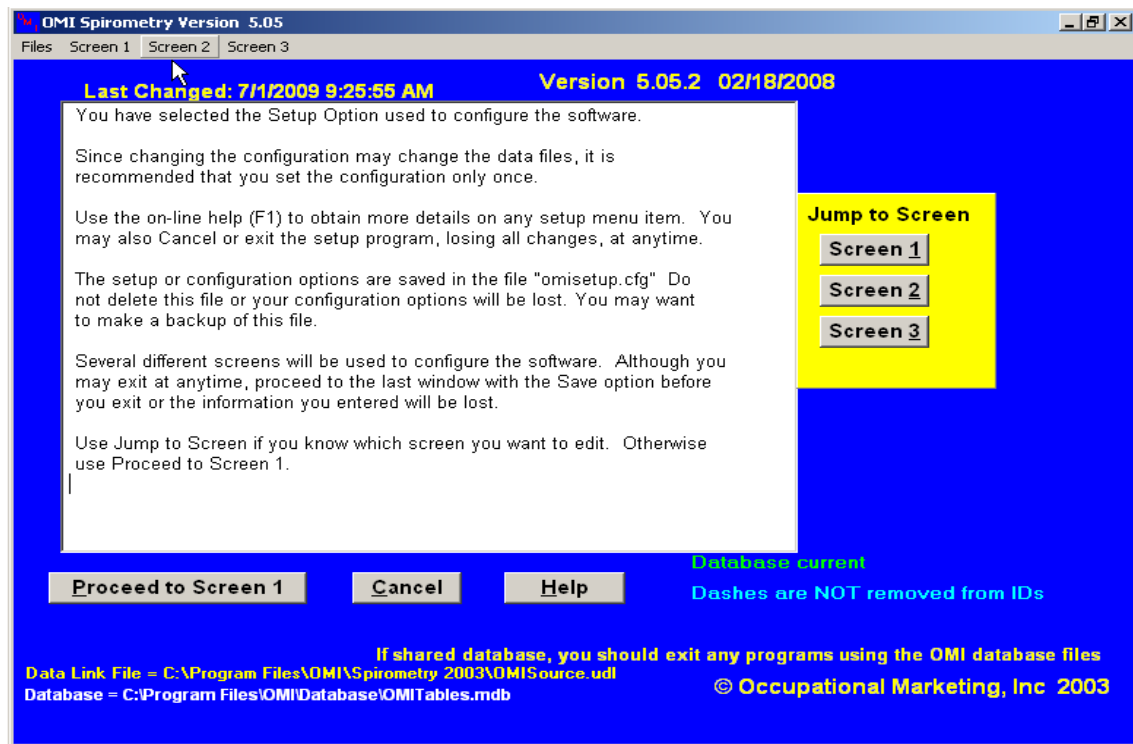 OMI Spirometry Version 5.05
Files Screen 1 Screen 2 Screen 3
Last Changed: 7/1/2009 9:25:55 AM
Version 5.05.2 02/18/2008
You have selected the Setup Option used to configure the software.
Since changing the configuration may change the data files, it is
recommended that you set the configuration only once.
Use the on-line help (F1) to obtain more details on any setup menu item. You
may also Cancel or exit the setup program, losing all changes, at anytime.
The setup or configuration options are saved in the file "omisetup.cfg" Do
not delete this file or your configuration options will be lost. You may want
to make a backup of this file.
Several different screens will be used to configure the software. Although you
may exit at anytime, proceed to the last window with the Save option before
you exit or the information you entered will be lost.
Use Jump to Screen if you know which screen you want to edit. Otherwise
use Proceed to Screen 1.
Jump to Screen
Screen 1
Screen 2
Screen 3
Proceed to Screen 1
Cancel
Help
Database current
Dashes are NOT removed from IDs
If shared database, you should exit any programs using the OMI database files
Data Link File = C:\Program Files\OMI\Spirometry 2003\OMISource.udl
Database = C:\Program Files\OMI\Database\OMITables.mdb
© Occupational Marketing, Inc 2003